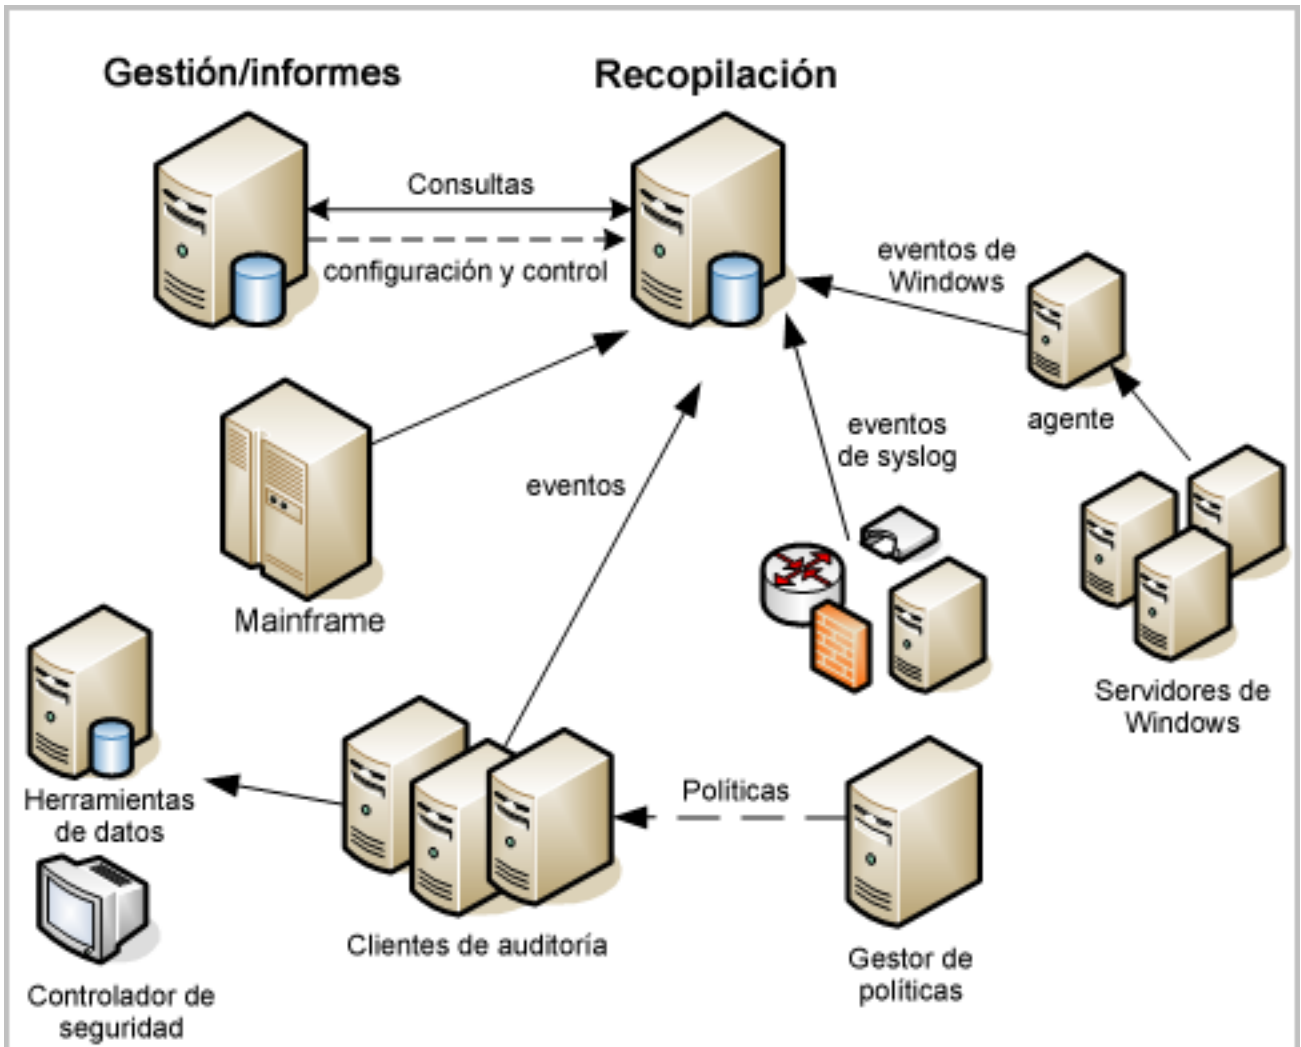 Gestión/informes
Recopilación
Consultas
configuración y control
eventos de
Windows
agente
eventos
de syslog
eventos
Mainframe
Servidores de
Windows
Herramientas
de datos
Políticas
Clientes de auditoría
Gestor de
políticas
Controlador de
seguridad